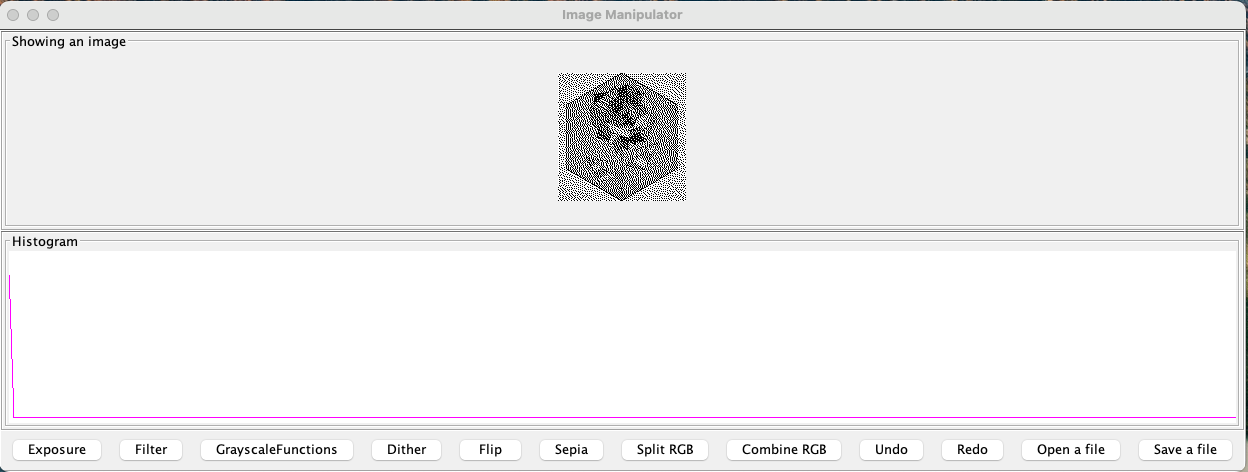 Image Manipulator
Showing an image
Histogram
Exposure Filter GrayscaleFunctions Dither Flip Sepia Split RGB Combine RGB Undo Redo Open a file Save a file